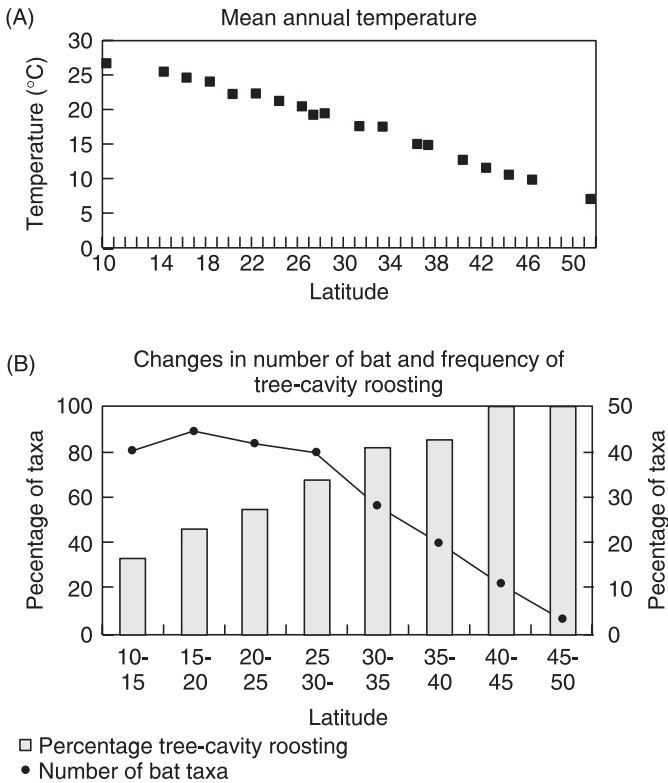 (A)
Mean annual temperature
Temperature (°C)
30
25
20
15
10
5
0
10 14 18 22 26 30 34 38 42 46 50
Latitude
(B)
Changes in number of bat and frequency of
tree-cavity roosting
Pecentage of taxa
100
80
60
40
20
0
50
40
30
20
10
0
Pecentage of taxa
10- 15- 20- 25 30- 35- 40- 45-
15 20 25 30- 35 40 45 50
Latitude
Percentage tree-cavity roosting
Number of bat taxa